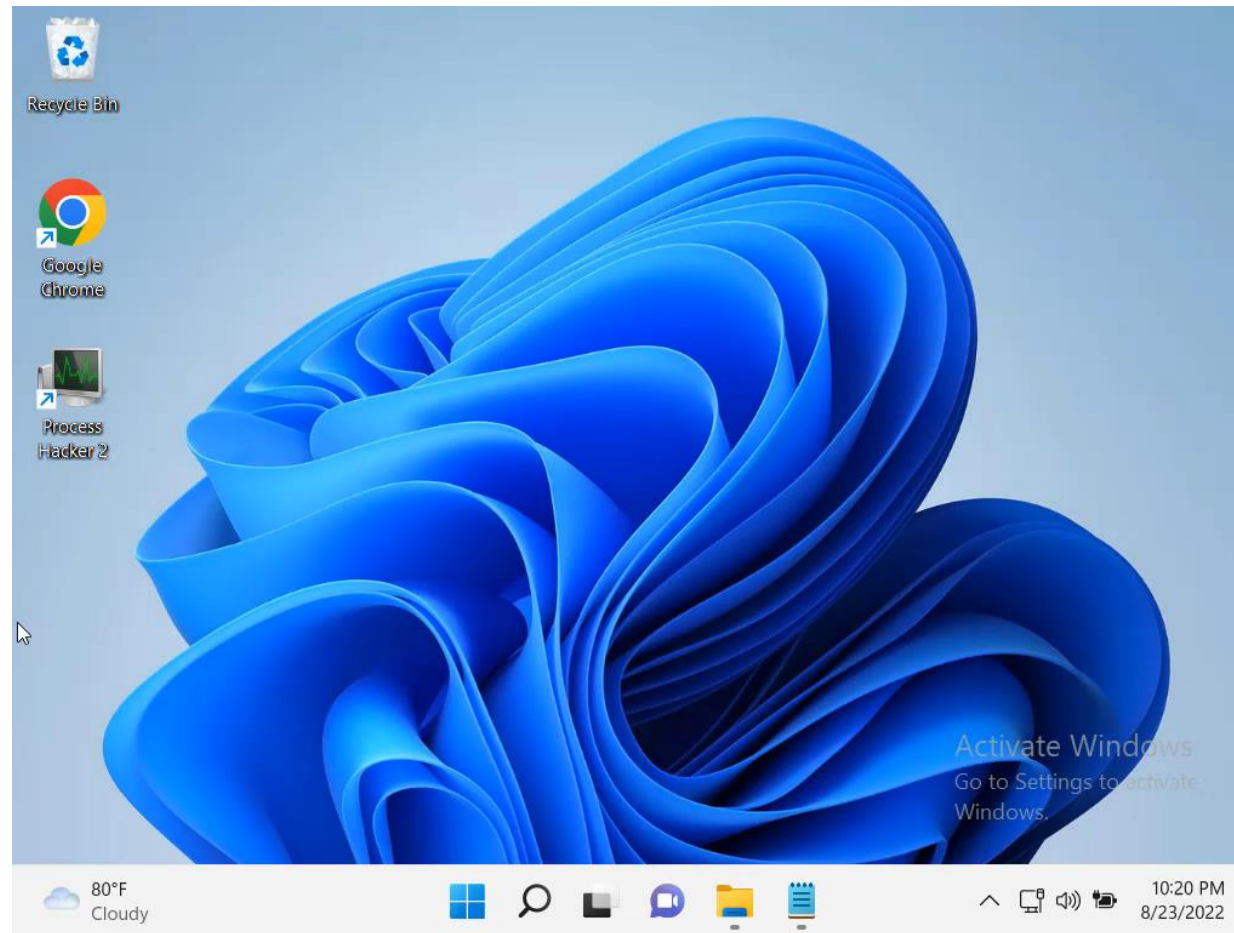 Recycle Bin
Google
Chrome
Process
Hacker 2
Activate Windows
Go to Settings to activate
Windows.
80°F
Cloudy
10:20 PM
8/23/2022